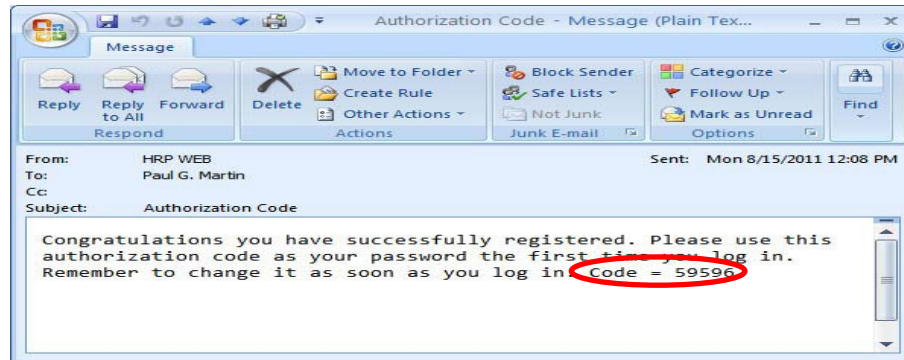 Authorization Code - Message (Plain Tex...
Message
Reply
Reply to All
Forward
Respond
Delete
Move to Folder
Create Rule
Other Actions
Actions
Block Sender
Safe Lists
Not Junk
Junk E-mail
Categorize
Follow Up
Mark as Unread
Options
Find
From: HRP WEB Sent: Mon 8/15/2011 12:08 PM
To: Paul G. Martin
Cc:
Subject: Authorization Code
Congratulations you have successfully registered. Please use this
authorization code as your password the first time you log in.
Remember to change it as soon as you log in. Code = 59596